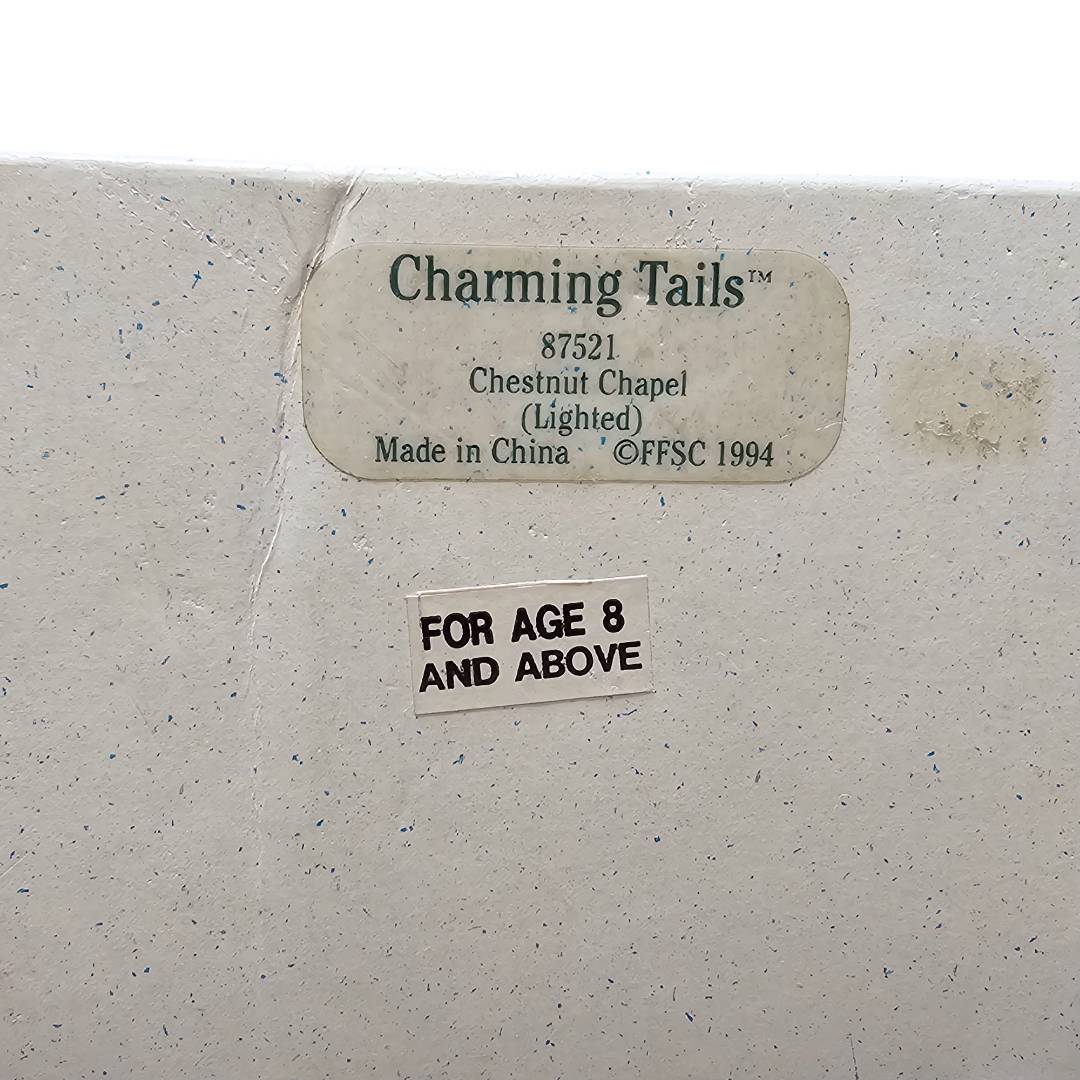 Charming Tails™
87521
Chestnut Chapel
(Lighted)
Made in China ©FFSC 1994
FOR AGE 8
AND ABOVE